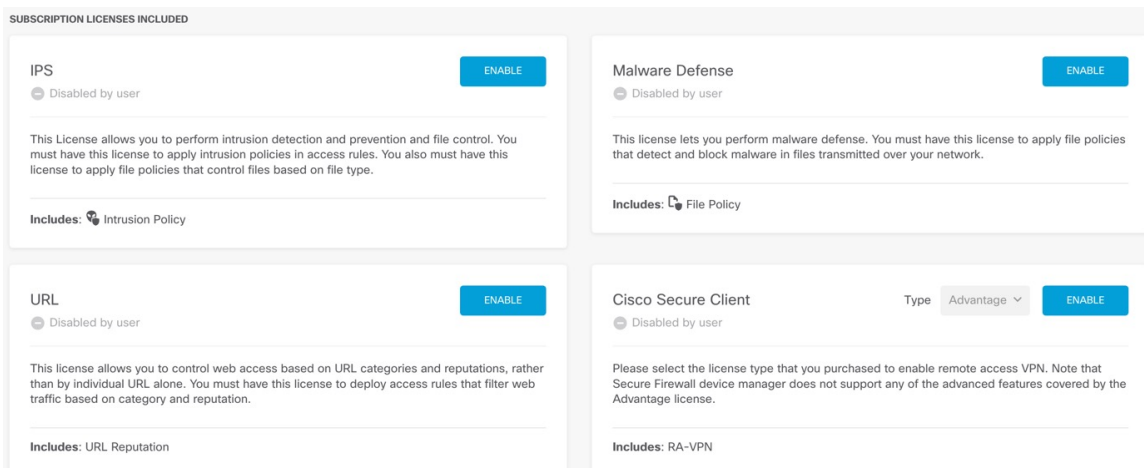 SUBSCRIPTION LICENSES INCLUDED
IPS
ENABLE
Disabled by user
This License allows you to perform intrusion detection and prevention and file control. You
must have this license to apply intrusion policies in access rules. You also must have this
license to apply file policies that control files based on file type.
Includes: Intrusion Policy
Malware Defense
ENABLE
Disabled by user
This license lets you perform malware defense. You must have this license to apply file policies
that detect and block malware in files transmitted over your network.
Includes: File Policy
URL
ENABLE
Disabled by user
This license allows you to control web access based on URL categories and reputations, rather
than by individual URL alone. You must have this license to deploy access rules that filter web
traffic based on category and reputation.
Includes: URL Reputation
Cisco Secure Client
Type Advantage
ENABLE
Disabled by user
Please select the license type that you purchased to enable remote access VPN. Note that
Secure Firewall device manager does not support any of the advanced features covered by the
Advantage license.
Includes: RA-VPN